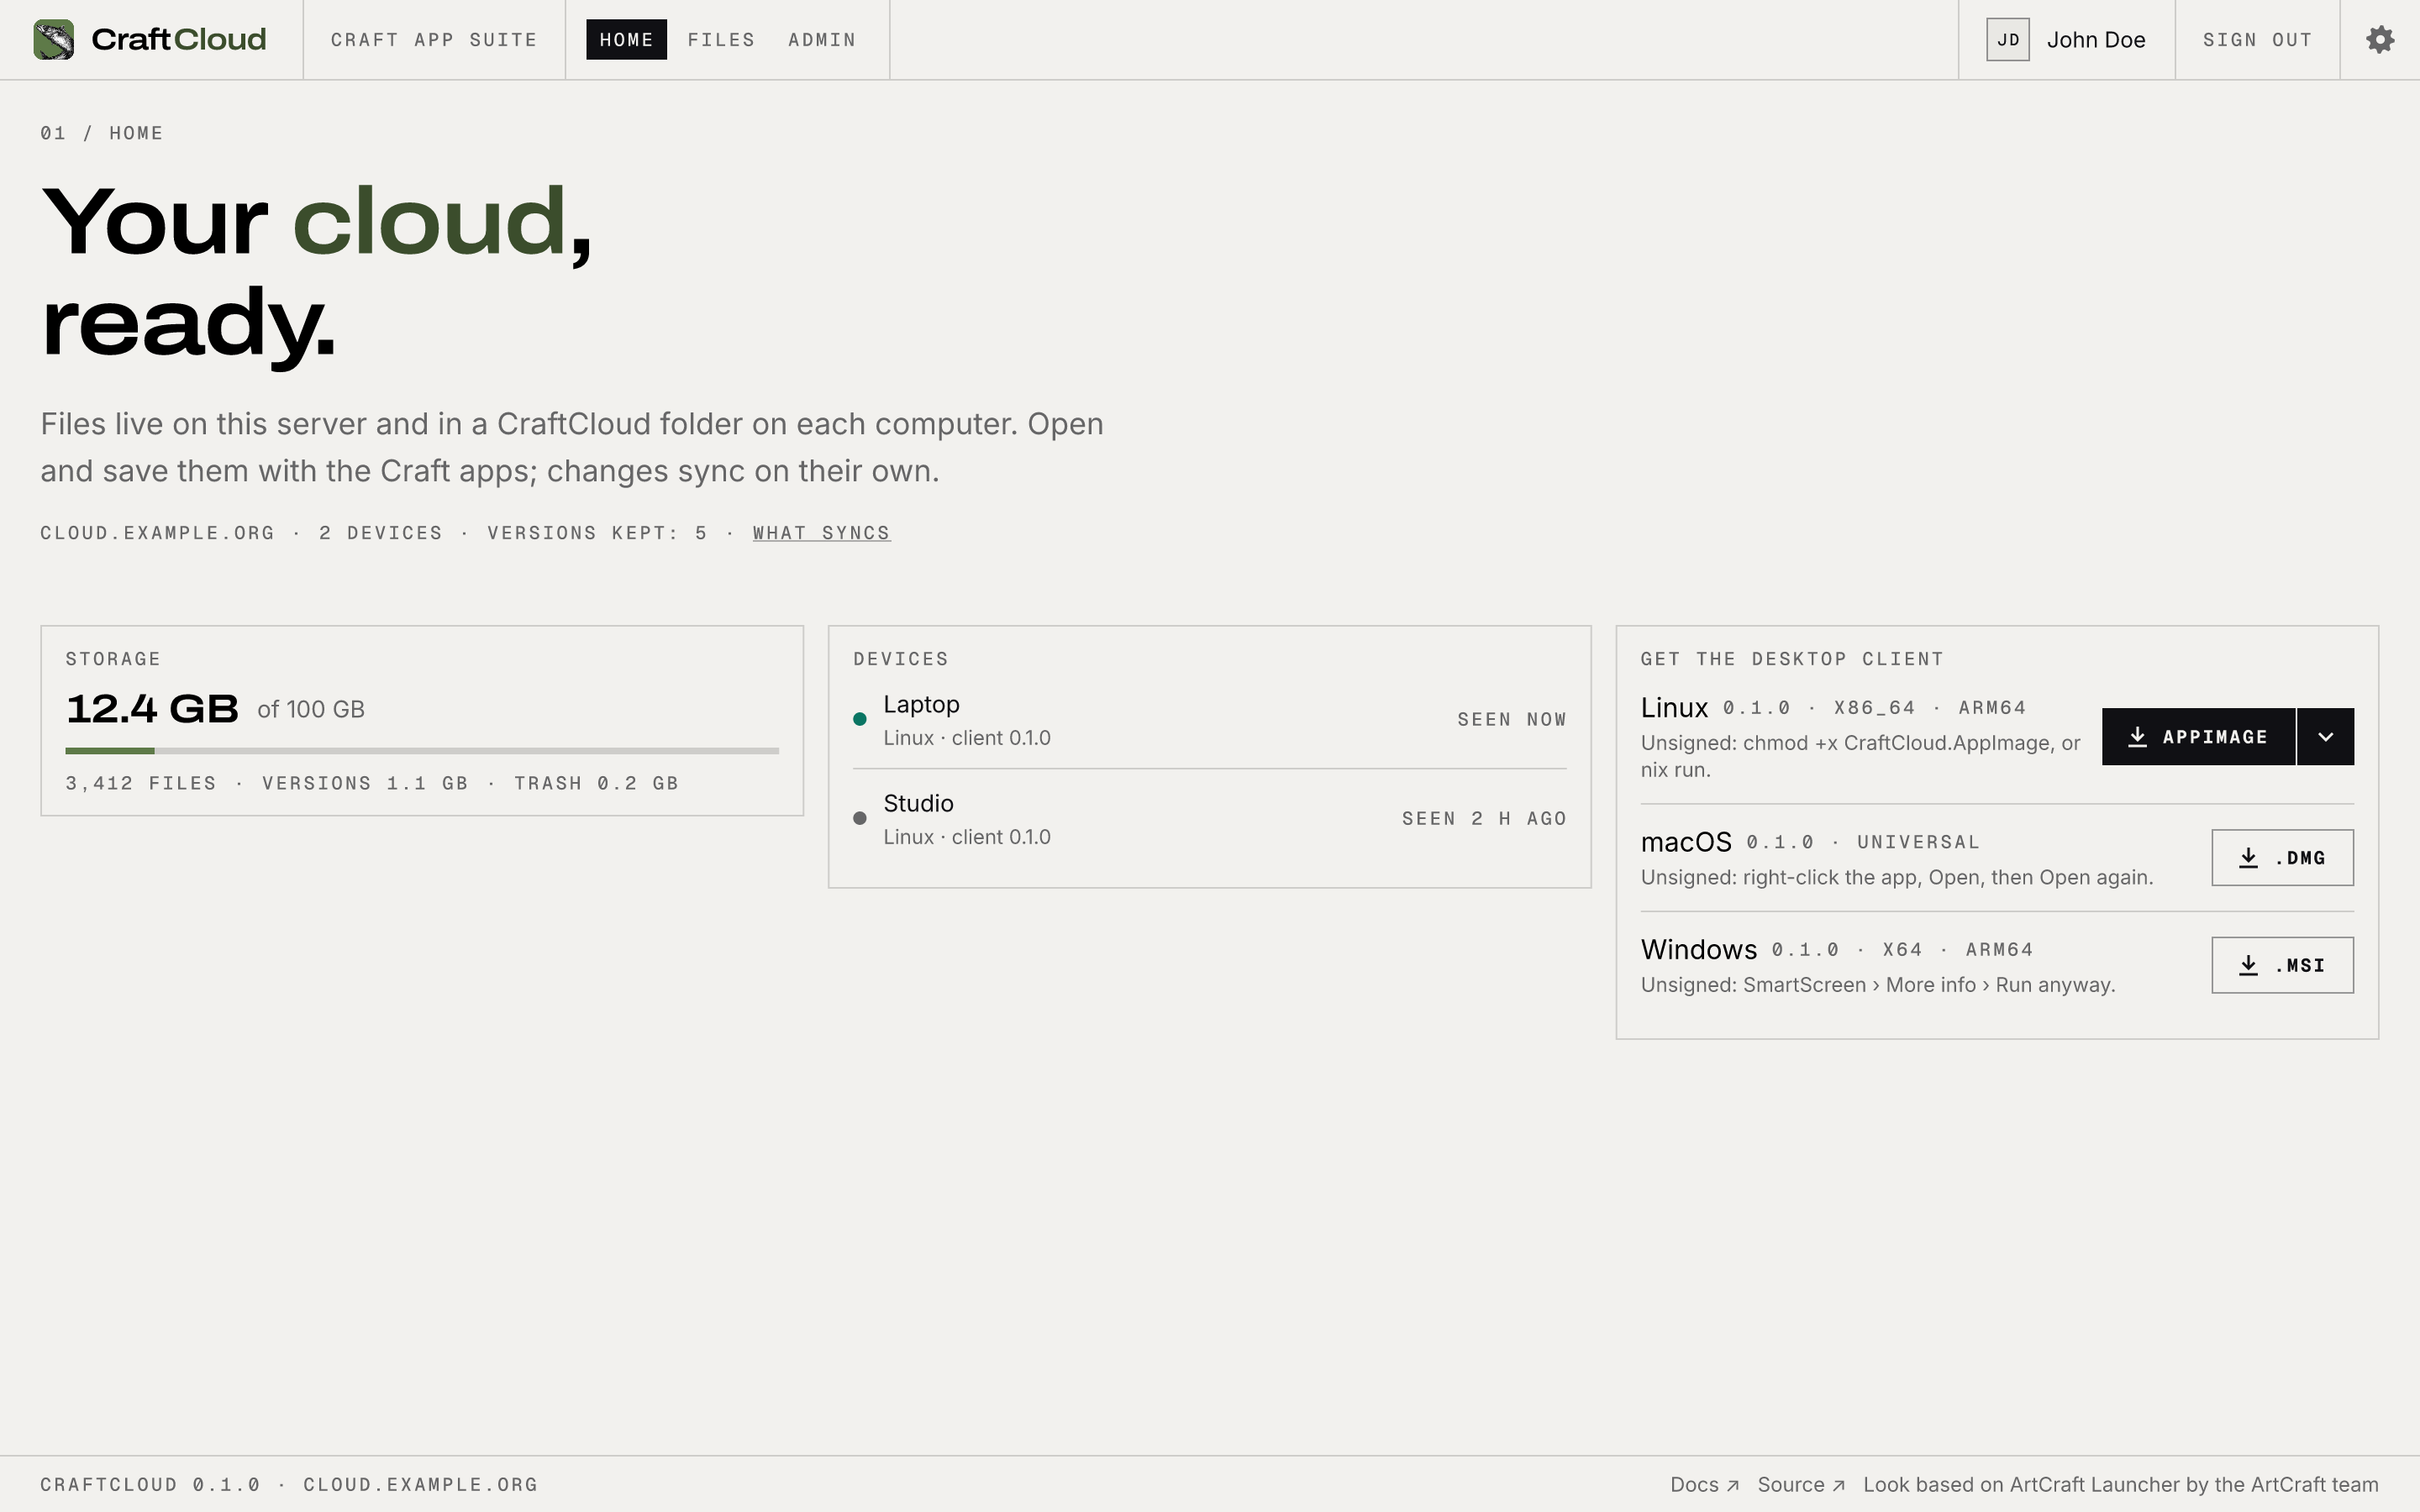 CraftCloud
CRAFT APP SUITE
HOME FILES ADMIN
JD John Doe
SIGN OUT
01 / HOME
Your cloud,
ready.
Files live on this server and in a CraftCloud folder on each computer. Open
and save them with the Craft apps; changes sync on their own.
CLOUD.EXAMPLE.ORG · 2 DEVICES · VERSIONS KEPT: 5 · WHAT SYNCS
STORAGE
12.4 GB of 100 GB
3,412 FILES · VERSIONS 1.1 GB · TRASH 0.2 GB
DEVICES
Laptop
Linux · client 0.1.0
SEEN NOW
Studio
Linux · client 0.1.0
SEEN 2 H AGO
GET THE DESKTOP CLIENT
Linux 0.1.0 · X86_64 · ARM64
Unsigned: chmod +x CraftCloud.AppImage, or
nix run.
APPIMAGE
macOS 0.1.0 · UNIVERSAL
Unsigned: right-click the app, Open, then Open again.
.DMG
Windows 0.1.0 · X64 · ARM64
Unsigned: SmartScreen › More info › Run anyway.
.MSI
CRAFTCLOUD 0.1.0 · CLOUD.EXAMPLE.ORG
Docs ↗ Source ↗ Look based on ArtCraft Launcher by the ArtCraft team